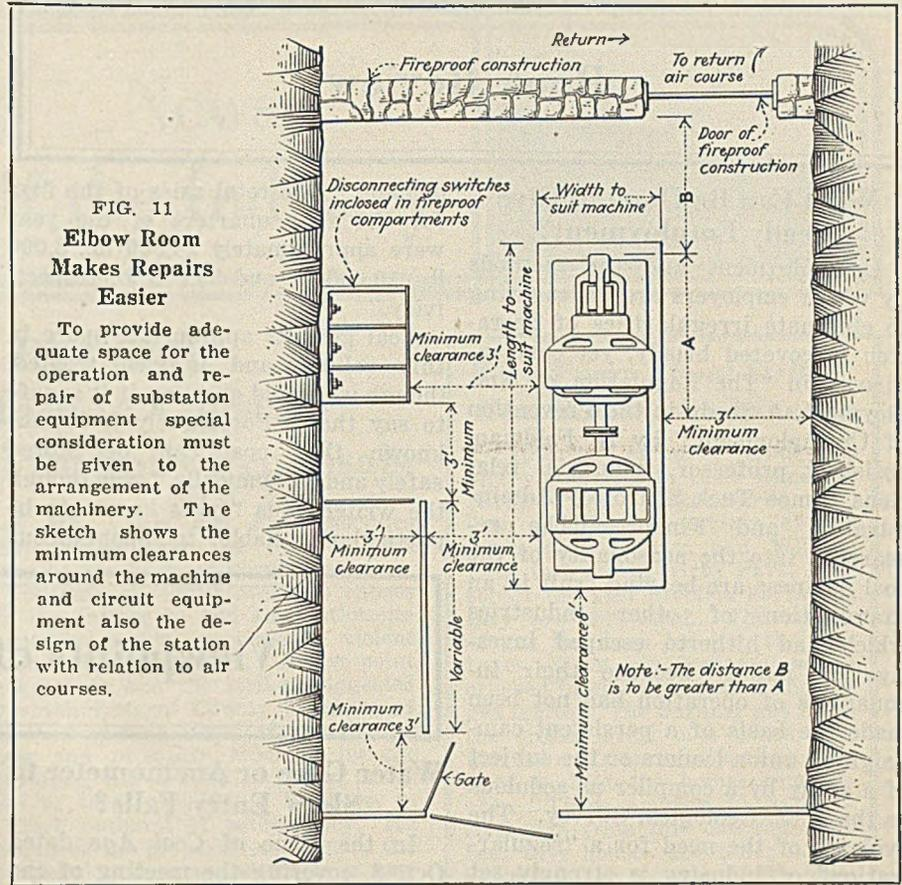 FIG. 11
Elbow Room
Makes Repairs
Easier
To provide ade-
quate space for the
operation and re-
pair of substation
equipment special
consideration must
be given to the
arrangement of the
machinery. The
sketch shows the
minimum clearances
around the machine
and circuit equip-
ment also the de-
sign of the station
with relation to air
courses.
Return→
Fireproof construction
To return
air course
Door of
fireproof
construction
B
Disconnecting switches
inclosed in fireproof
compartments
Width to
suit machine
Length to
suit machine
A
Minimum
clearance 3'
3'
Minimum
clearance
3'
Minimum
3'
Minimum
clearance
3'
Minimum
clearance
Variable
Minimum clearance 6'
Note:-The distance B
is to be greater than A
Minimum
clearance 3'
Gate